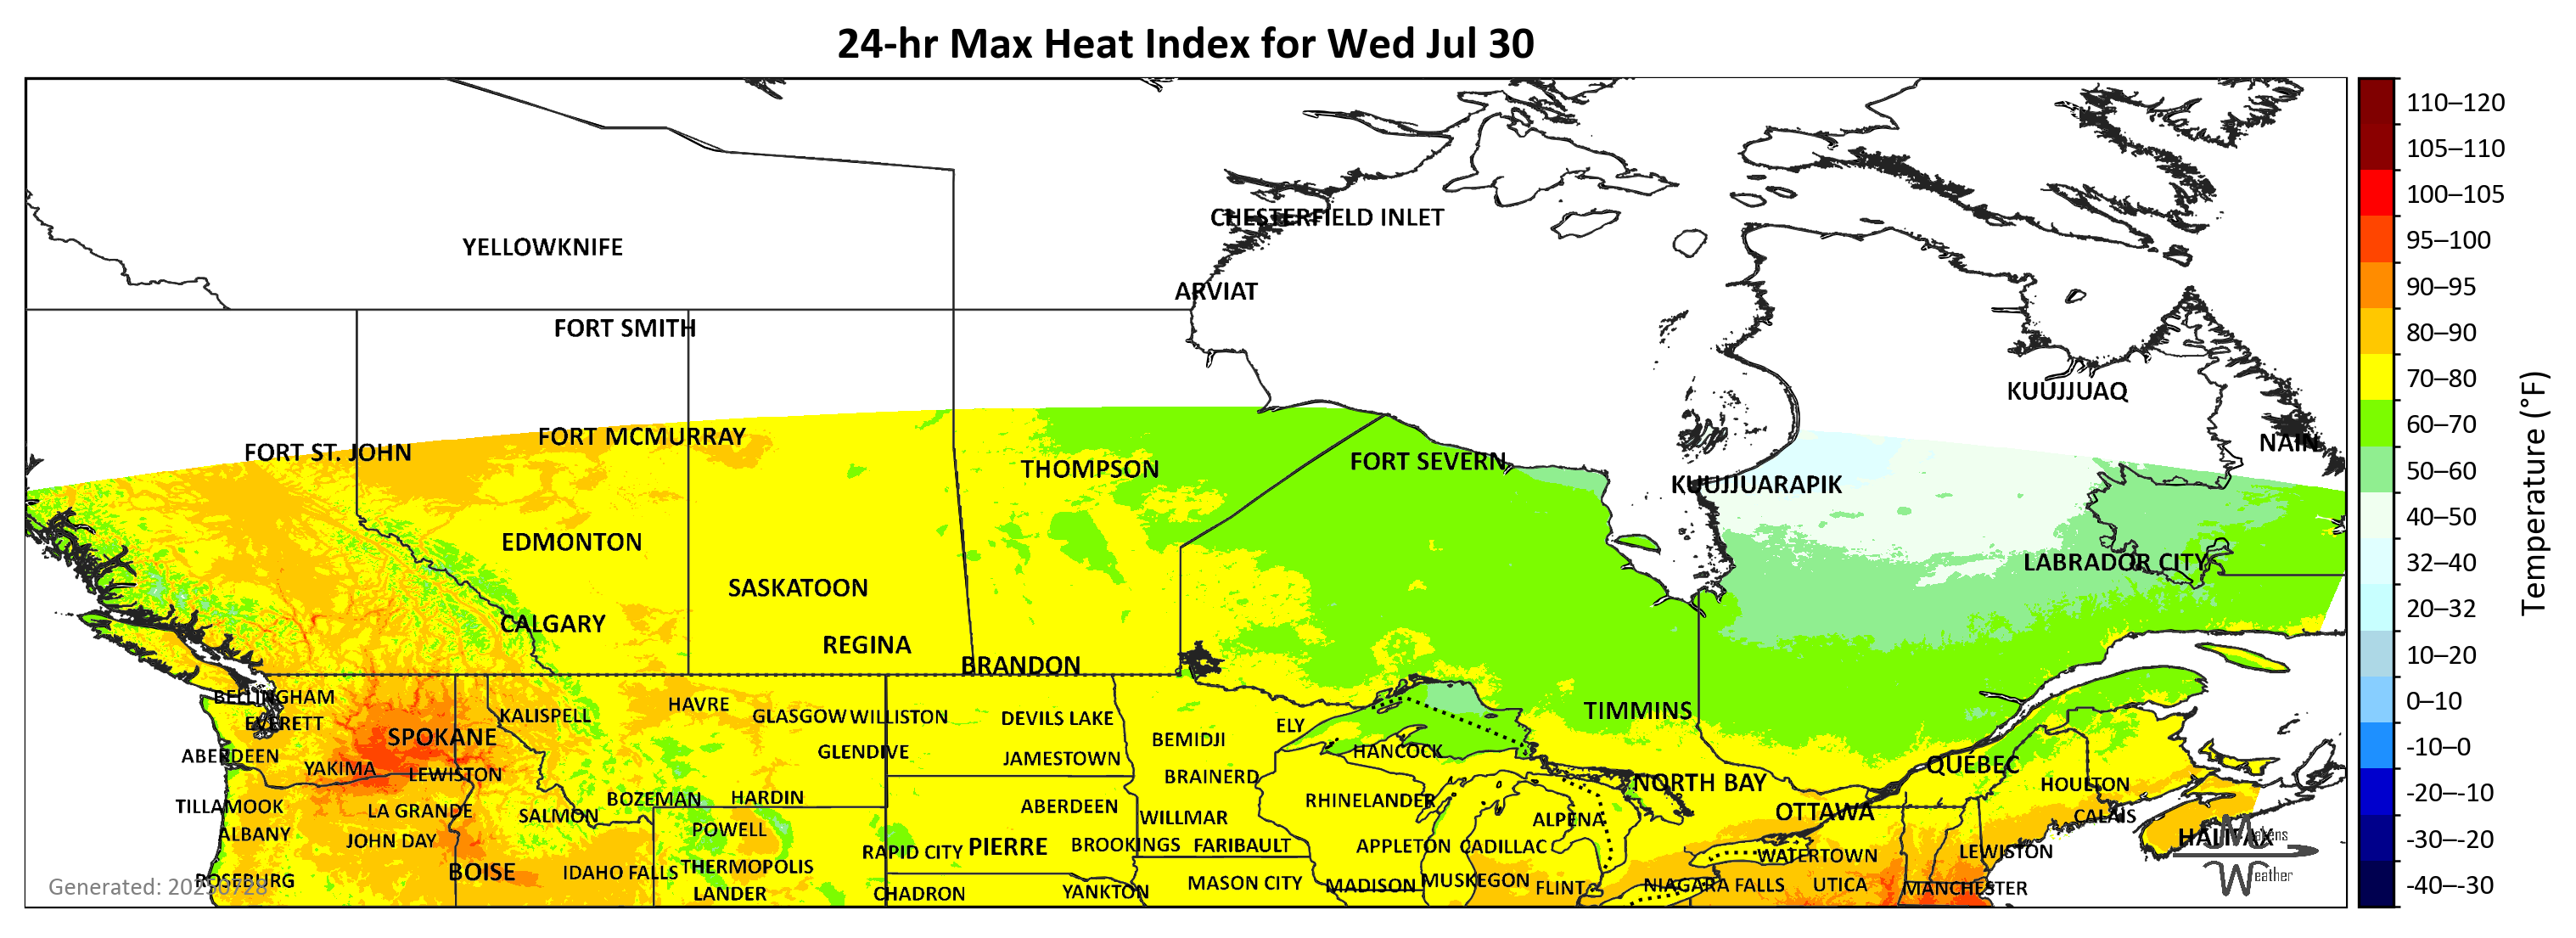 24-hr Max Heat Index for Wed Jul 30
CHESTERFIELD INLET
YELLOWKNIFE
ARVIAT
FORT SMITH
KUUJJUAQ
FORT MCMURRAY
NAIN
FORT ST. JOHN
FORT SEVERN
THOMPSON
KUUJJUARAPIK
EDMONTON
LABRADOR CITY
SASKATOON
CALGARY
REGINA
BRANDON
BELLINGHAM
HAVRE
TIMMINS
KALISPELL
GLASGOW
WILLISTON
DEVILS LAKE
EVERETT
ELY
SPOKANE
BEMIDJI
GLENDIVE
HANCOCK
ABERDEEN
JAMESTOWN
QUÉBEC
YAKIMA
LEWISTON
BRAINERD
NORTH BAY
HOULTON
BOZEMAN
HARDIN
RHINELANDER
TILLAMOOK
LA GRANDE
ABERDEEN
OTTAWA
SALMON
WILLMAR
ALPENA
CALAIS
ALBANY
POWELL
HALIFAX
JOHN DAY
PIERRE
BROOKINGS
FARIBAULT
APPLETON
CADILLAC
RAPID CITY
LEWISTON
WATERTOWN
THERMOPOLIS
BOISE
IDAHO FALLS
ROSEBURG
MUSKEGON
MASON CITY
MADISON
FLINT
NIAGARA FALLS
UTICA
MANCHESTER
LANDER
CHADRON
YANKTON
Generated: 20250728
Makens
Weather
110–120
105–110
100–105
95–100
90–95
80–90
70–80
60–70
50–60
40–50
32–40
20–32
10–20
0–10
-10–0
-20–-10
-30–-20
-40–-30
Temperature (°F)